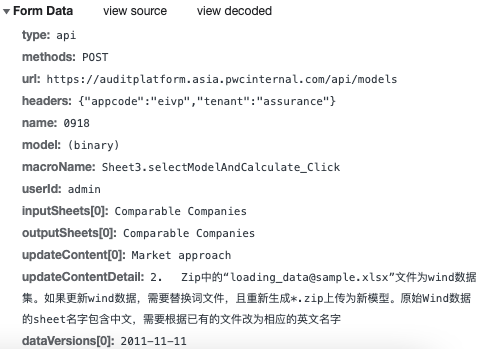 Form Data view source view decoded
type: api
methods: POST
url: https://auditplatform.asia.pwcinternal.com/api/models
headers: {"appcode":"eivp","tenant":"assurance"}
name: 0918
model: (binary)
macroName: Sheet3.selectModelAndCalculate_Click
userId: admin
inputSheets[0]: Comparable Companies
outputSheets[0]: Comparable Companies
updateContent[0]: Market approach
updateContentDetail: 2. Zip中的“loading_data@sample.xlsx”文件为wind数据
集。如果更新wind数据，需要替换词文件，且重新生成*.zip上传为新模型。原始Wind数据
的sheet名字包含中文，需要根据已有的文件改为相应的英文名字
dataVersions[0]: 2011-11-11